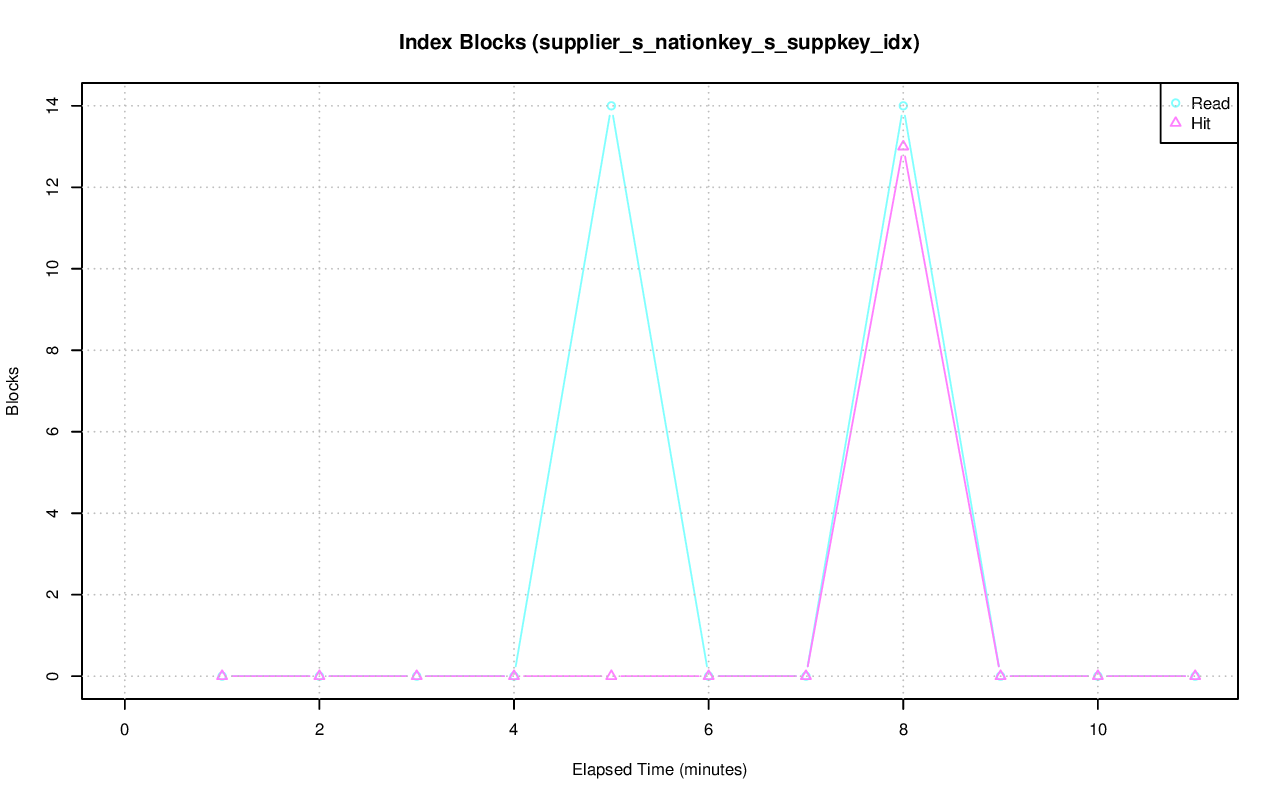 Index Blocks (supplier_s_nationkey_s_suppkey_idx)
Read
Hit
Blocks
14
12
10
8
6
4
2
0
0 2 4 6 8 10
Elapsed Time (minutes)